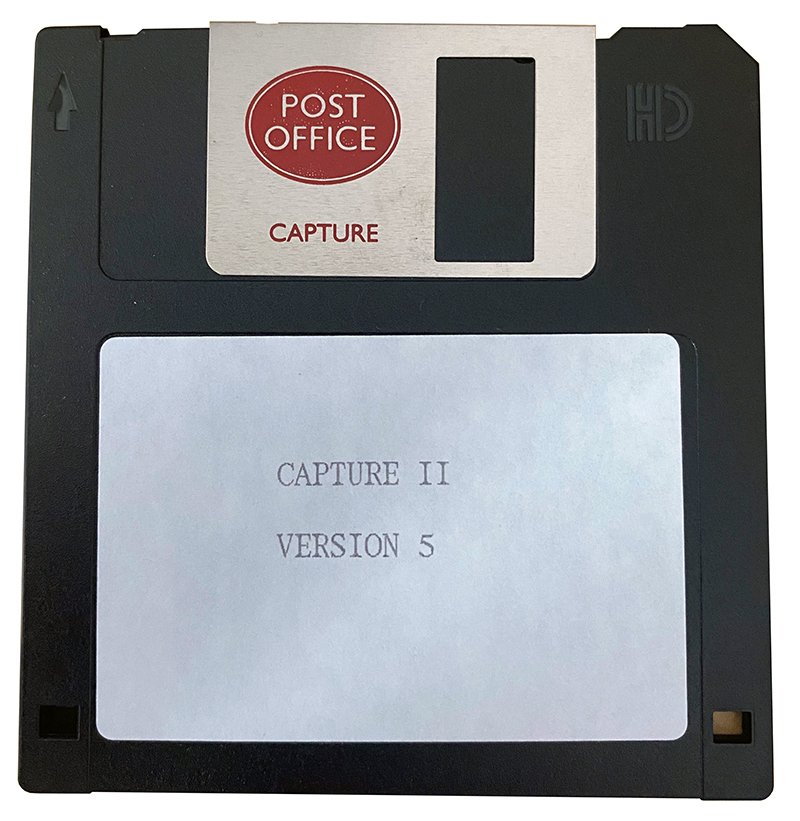 POST
OFFICE
CAPTURE
HD
CAPTURE II
VERSION 5